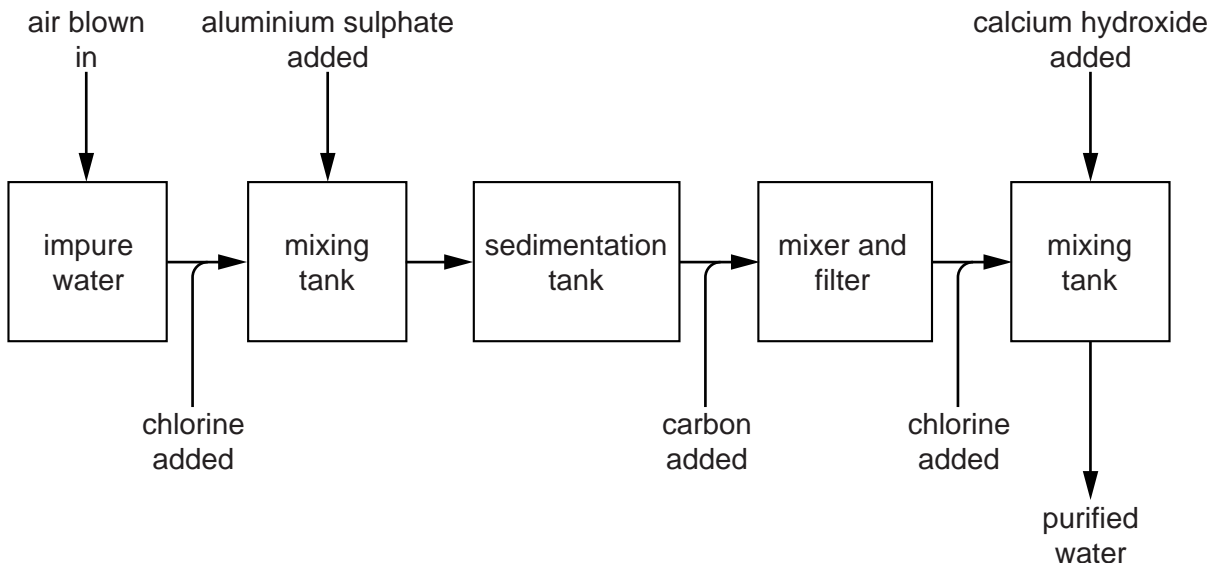 air blown
in
aluminium sulphate
added
calcium hydroxide
added
impure
water
mixing
tank
sedimentation
tank
mixer and
filter
mixing
tank
chlorine
added
carbon
added
chlorine
added
purified
water